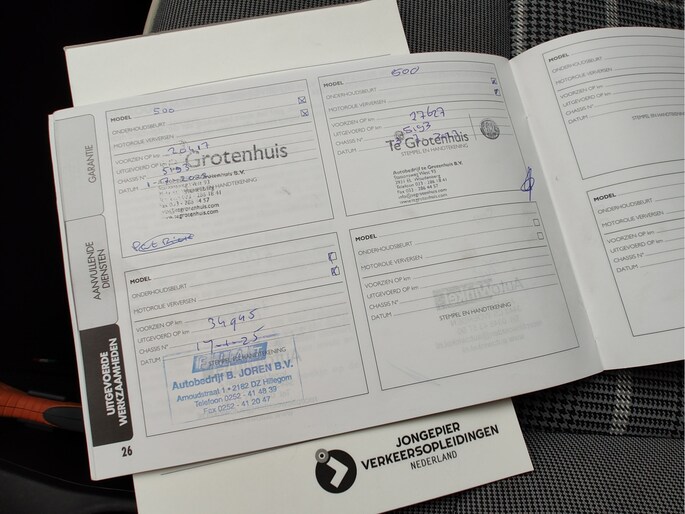 GARANTIE
AANVULLENDE
DIENSTEN
UITGEVOERDE
WERKZAAMHEDEN
26
MODEL 500
ONDERHOUDSBEURT
MOTOROLIE VERVERSEN
VOORZIEN OP km
UITGEVOERD OP km 20417
CHASSIS N° 5193
DATUM
Grotenhuis
MODEL 500
ONDERHOUDSBEURT
MOTOROLIE VERVERSEN
VOORZIEN OP km
UITGEVOERD OP km 27627
CHASSIS N° 5193
DATUM
Te Grotenhuis
STEMPEL EN HANDTEKENING
Autobedrijf te Grotenhuis B.V.
MODEL
ONDERHOUDSBEURT
MOTOROLIE VERVERSEN
VOORZIEN OP km
UITGEVOERD OP km 34945
CHASSIS N°
DATUM 17-1-25
STEMPEL EN HANDTEKENING
Autobedrijf B. JOREN B.V.
Arnoudstraat 1 • 2182 DZ Hillegom
Telefoon 0252 - 41 48 39
Fax 0252 - 41 20 47
MODEL
ONDERHOUDSBEURT
MOTOROLIE VERVERSEN
VOORZIEN OP km
UITGEVOERD OP km
CHASSIS N°
DATUM
STEMPEL EN HANDTEKENING
MODEL
ONDERHOUDSBEURT
MOTOROLIE VERVERSEN
VOORZIEN OP km
UITGEVOERD OP km
CHASSIS N°
DATUM
MODEL
ONDERHOUDSBEURT
MOTOROLIE VERVERSEN
VOORZIEN OP km
UITGEVOERD OP km
CHASSIS N°
DATUM
JONGEPIER
VERKEERSOPLEIDINGEN
NEDERLAND